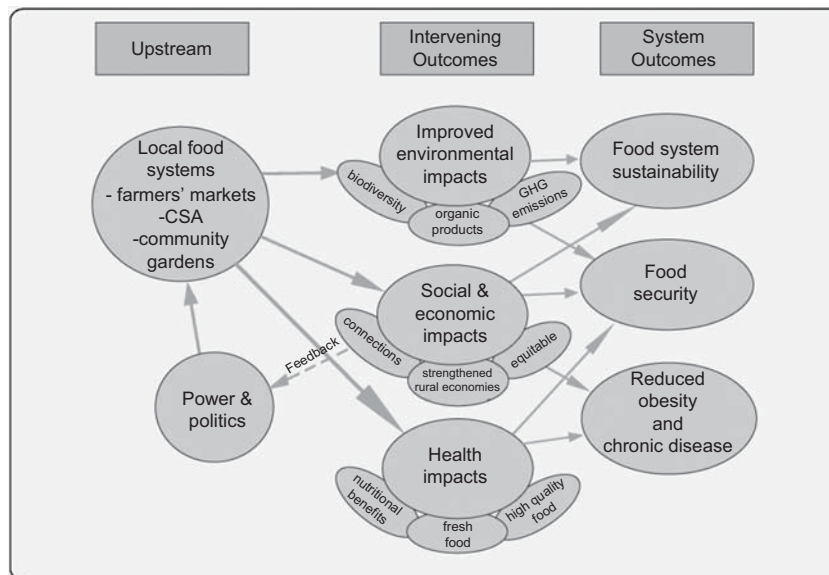 Upstream
Intervening
Outcomes
System
Outcomes
Local food
systems
- farmers' markets
-CSA
-community
gardens
Power &
politics
Feedback
Improved
environmental
impacts
biodiversity
organic
products
GHG
emissions
Social &
economic
impacts
connections
strengthened
rural economies
equitable
Health
impacts
nutritional
benefits
fresh
food
high quality
food
Food system
sustainability
Food
security
Reduced
obesity
and
chronic disease